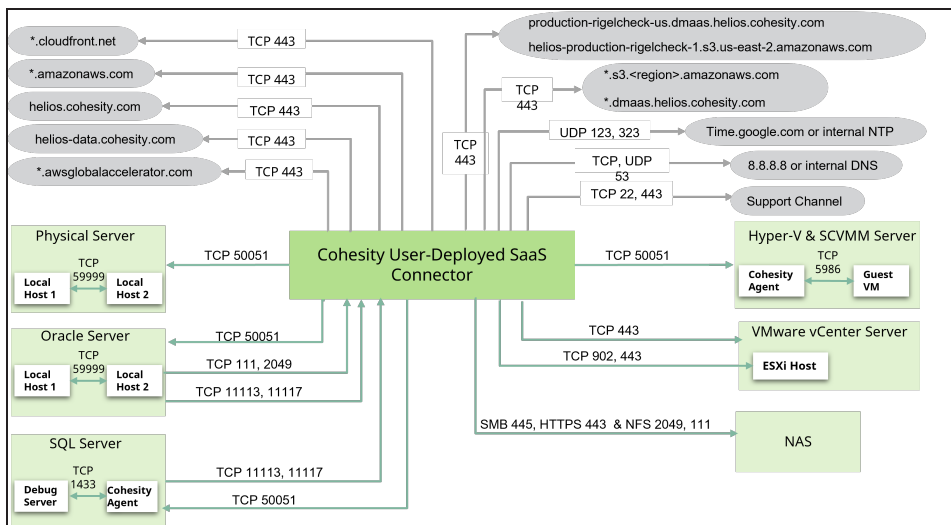 *.cloudfront.net
TCP 443
*.amazonaws.com
TCP 443
helios.cohesity.com
TCP 443
helios-data.cohesity.com
TCP 443
*.awsglobalaccelerator.com
TCP 443
production-rigelcheck-us.dmaas.helios.cohesity.com
helios-production-rigelcheck-1.s3.us-east-2.amazonaws.com
TCP
443
*.s3.<region>.amazonaws.com
*.dmaas.helios.cohesity.com
TCP
443
UDP 123, 323
Time.google.com or internal NTP
TCP, UDP
53
8.8.8.8 or internal DNS
TCP 22, 443
Support Channel
Cohesity User-Deployed SaaS
Connector
Physical Server
TCP
59999
Local
Host 1
Local
Host 2
TCP 50051
Oracle Server
TCP
59999
Local
Host 1
Local
Host 2
TCP 50051
TCP 111, 2049
TCP 11113, 11117
SQL Server
TCP
1433
Debug
Server
Cohesity
Agent
TCP 11113, 11117
TCP 50051
TCP 50051
Hyper-V & SCVMM Server
TCP
5986
Cohesity
Agent
Guest
VM
TCP 443
TCP 902, 443
VMware vCenter Server
ESXi Host
SMB 445, HTTPS 443 & NFS 2049, 111
NAS